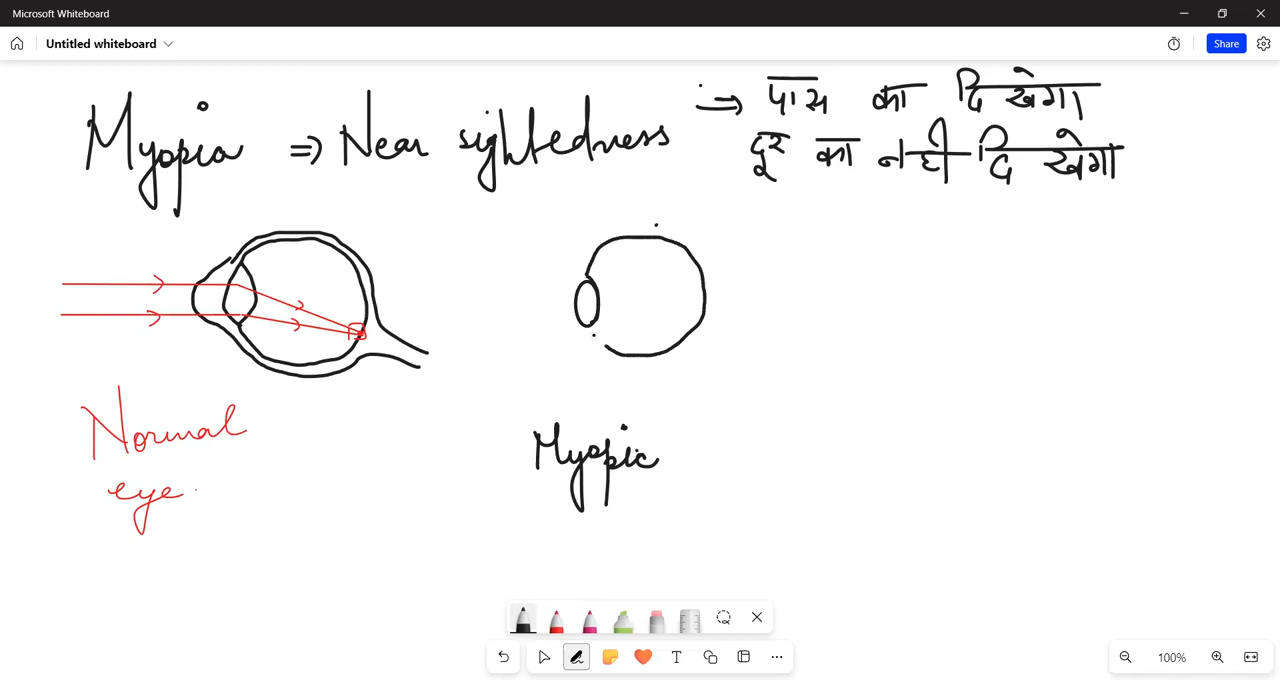 Microsoft Whiteboard
Untitled whiteboard
Share
Myopia ⇒ Near sightedness ⇒ पास का दिखेगा
दूर का नही दिखेगा
Normal
eye
Myopic
T
100%